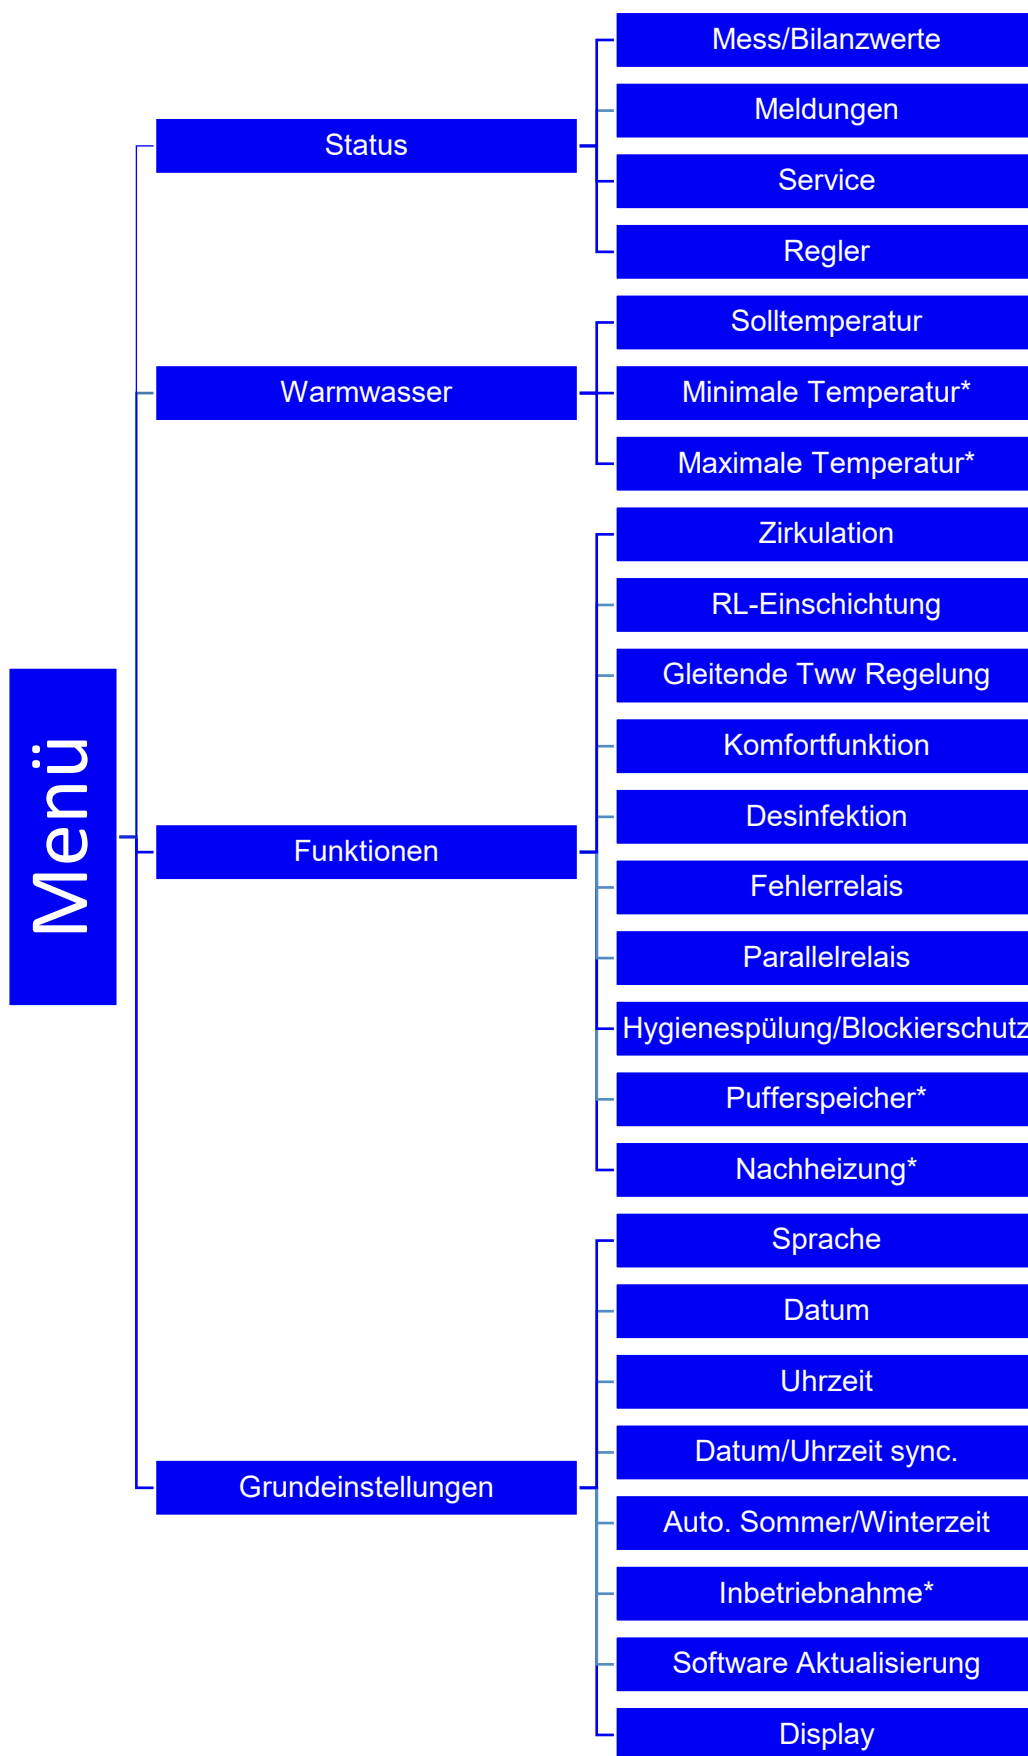 Menü
Status
Mess/Bilanzwerte
Meldungen
Service
Regler
Warmwasser
Solltemperatur
Minimale Temperatur*
Maximale Temperatur*
Funktionen
Zirkulation
RL-Einschichtung
Gleitende Tww Regelung
Komfortfunktion
Desinfektion
Fehlerrelais
Parallelrelais
Hygienespülung/Blockierschutz
Pufferspeicher*
Nachheizung*
Grundeinstellungen
Sprache
Datum
Uhrzeit
Datum/Uhrzeit sync.
Auto. Sommer/Winterzeit
Inbetriebnahme*
Software Aktualisierung
Display